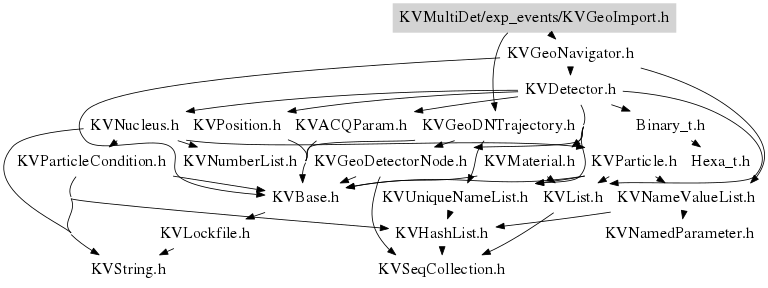 KVMultiDet/exp_events/KVGeoImport.h
KVGeoNavigator.h
KVDetector.h
KVNucleus.h KVPosition.h KVACQParam.h KVGeoDNTrajectory.h Binary_t.h
KVParticleCondition.h KVNumberList.h KVGeoDetectorNode.h KVMaterial.h KVParticle.h Hexa_t.h
KVBase.h KVUniqueNameList.h KVList.h KVNameValueList.h
KVLockfile.h KVHashList.h KVNamedParameter.h
KVString.h KVSeqCollection.h